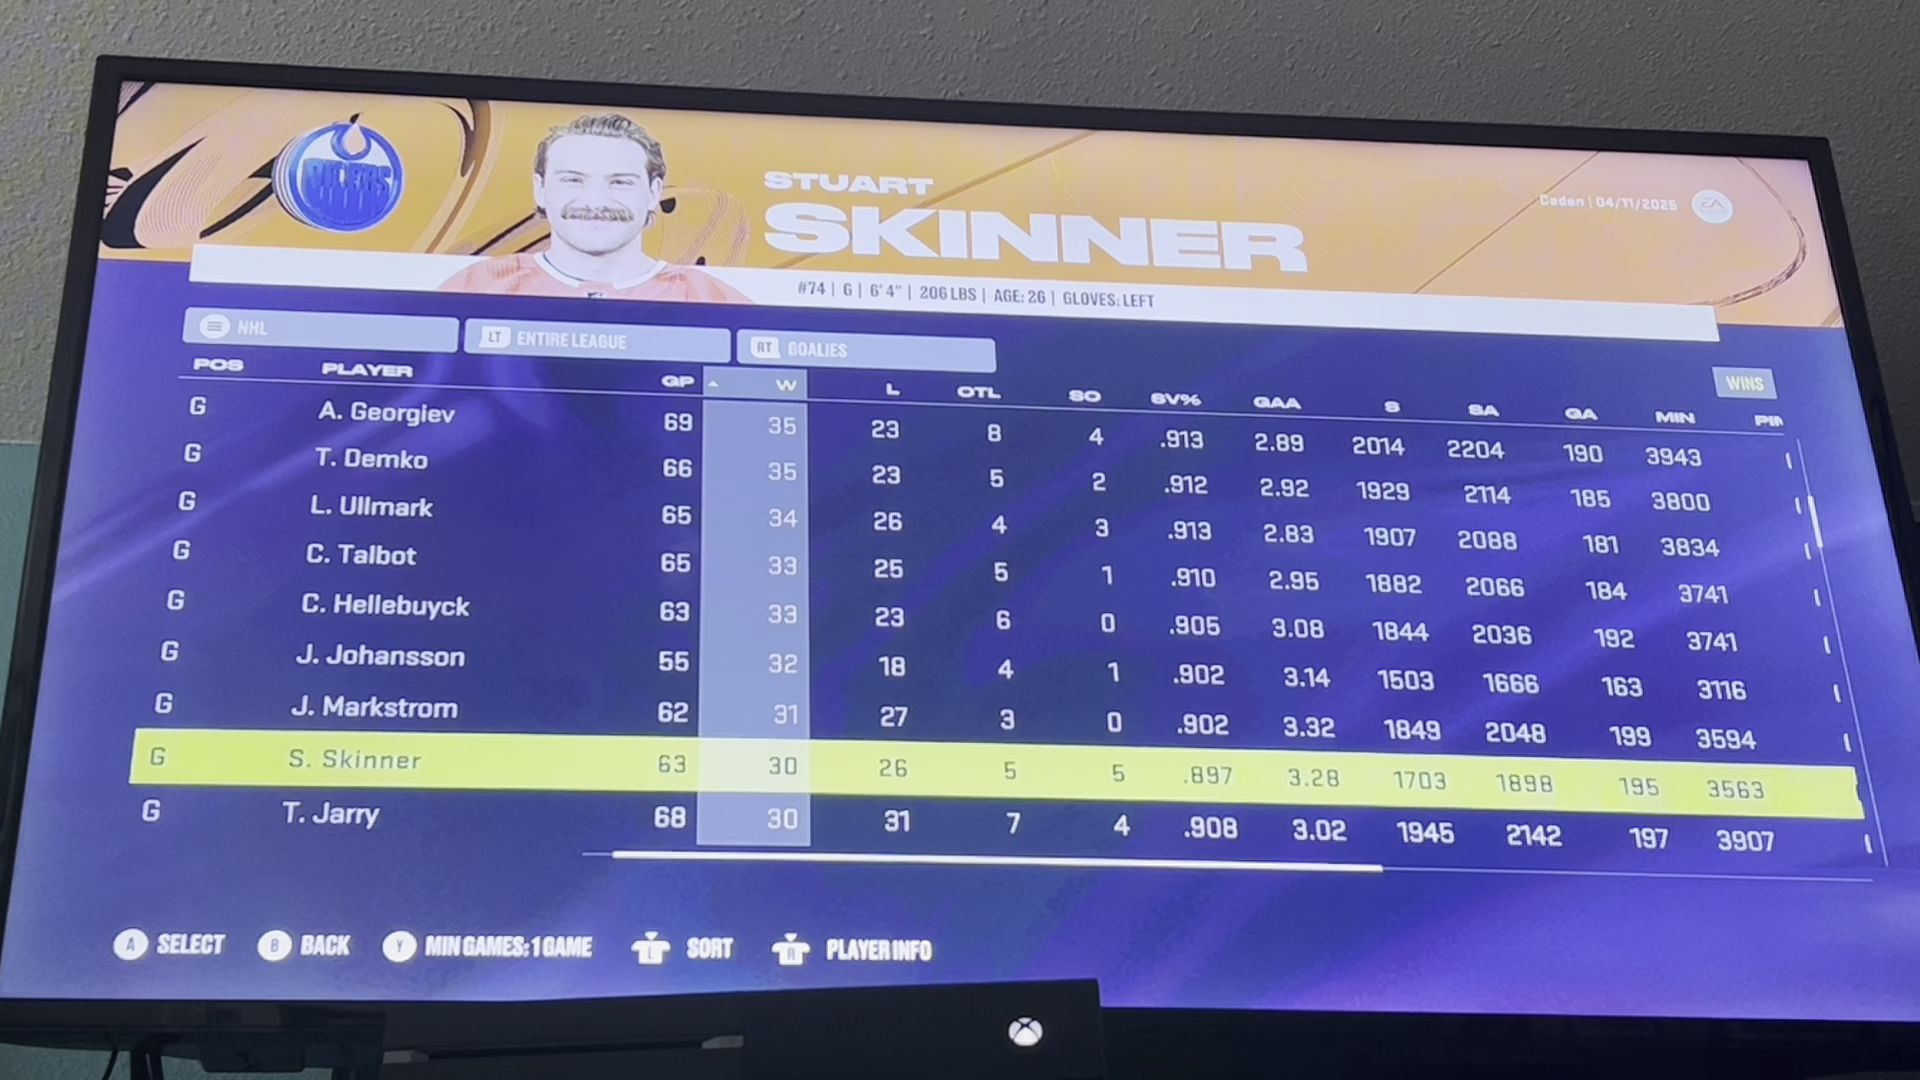 OILERS
STUART
SKINNER
Caden | 04/11/2025
EA
#74 | G | 6' 4" | 206 LBS | AGE: 26 | GLOVES: LEFT
NHL
LT ENTIRE LEAGUE
RT GOALIES
WINS
POS PLAYER GP W L OTL SO SV% GAA S SA GA MIN PIM
G A. Georgiev 69 35 23 8 4 .913 2.89 2014 2204 190 3943
G T. Demko 66 35 23 5 2 .912 2.92 1929 2114 185 3800
G L. Ullmark 65 34 26 4 3 .913 2.83 1907 2088 181 3834
G C. Talbot 65 33 25 5 1 .910 2.95 1882 2066 184 3741
G C. Hellebuyck 63 33 23 6 0 .905 3.08 1844 2036 192 3741
G J. Johansson 55 32 18 4 1 .902 3.14 1503 1666 163 3116
G J. Markstrom 62 31 27 3 0 .902 3.32 1849 2048 199 3594
G S. Skinner 63 30 26 5 5 .897 3.28 1703 1898 195 3563
G T. Jarry 68 30 31 7 4 .908 3.02 1945 2142 197 3907
A SELECT B BACK Y MIN GAMES: 1 GAME L SORT R PLAYER INFO